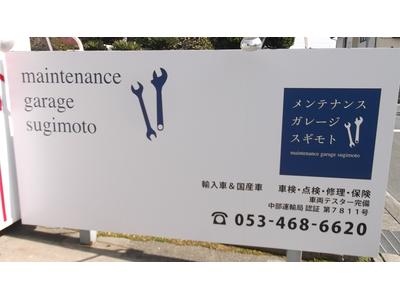 maintenance
garage
sugimoto
メンテナンス
ガレージ
スギモト
maintenance garage sugimoto
輸入車&国産車 車検・点検・修理・保険
車両テスター完備
中部運輸局 認証 第7811号
☎053-468-6620